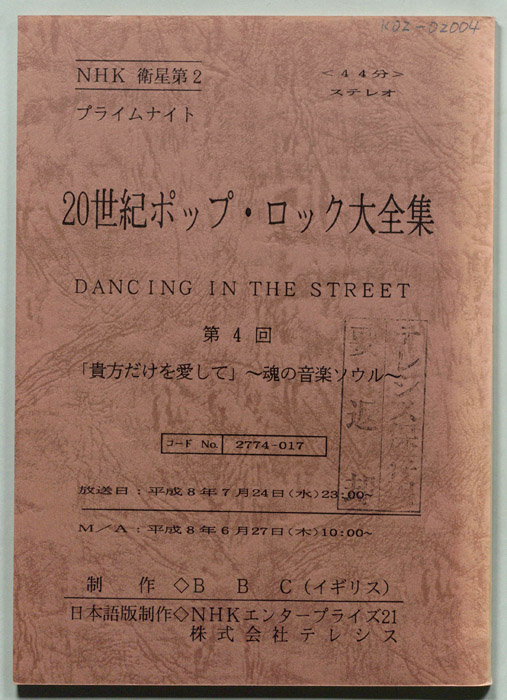 KDZ-02004
NHK 衛星第2
<44分>
ステレオ
プライムナイト
20世紀ポップ・ロック大全集
DANCING IN THE STREET
第 4 回
「貴方だけを愛して」~魂の音楽ソウル~
コード No. 2774-017
放送日:平成8年7月24日(水)23:00~
M/A:平成8年6月27日(木)10:00~
制 作◇B B C(イギリス)
日本語版制作◇NHKエンタープライズ21
株式会社テレシス
要返却